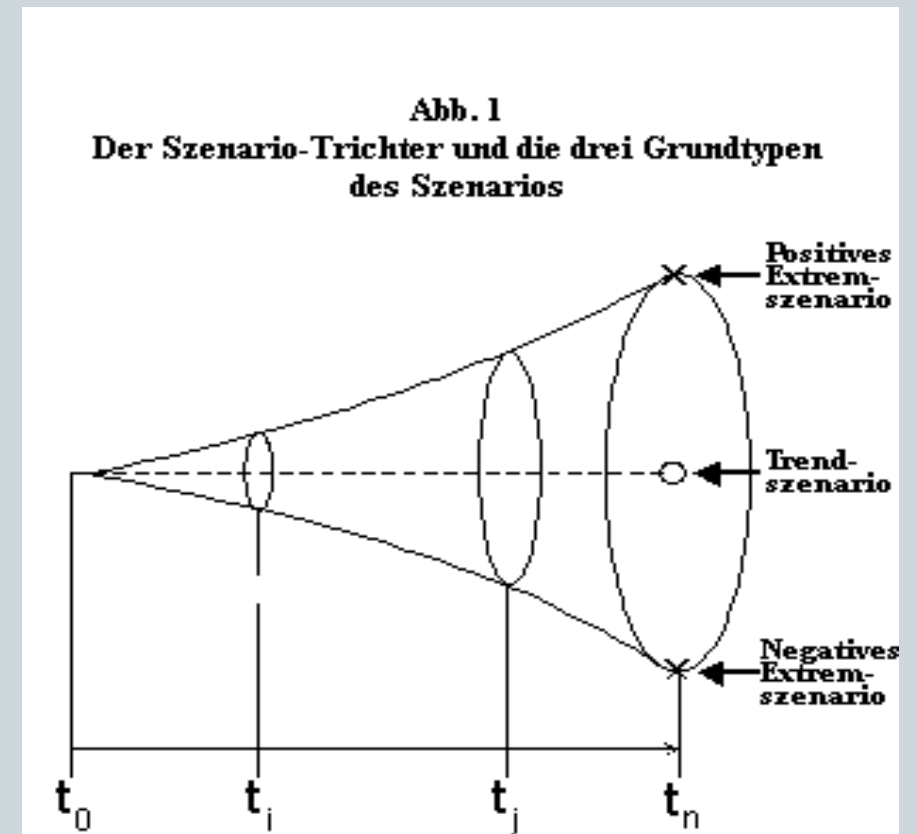 Abb. 1
Der Szenario-Trichter und die drei Grundtypen
des Szenarios
Positives
Extrem-
szenario
Trend-
szenario
Negatives
Extrem-
szenario
t0 ti tj tn